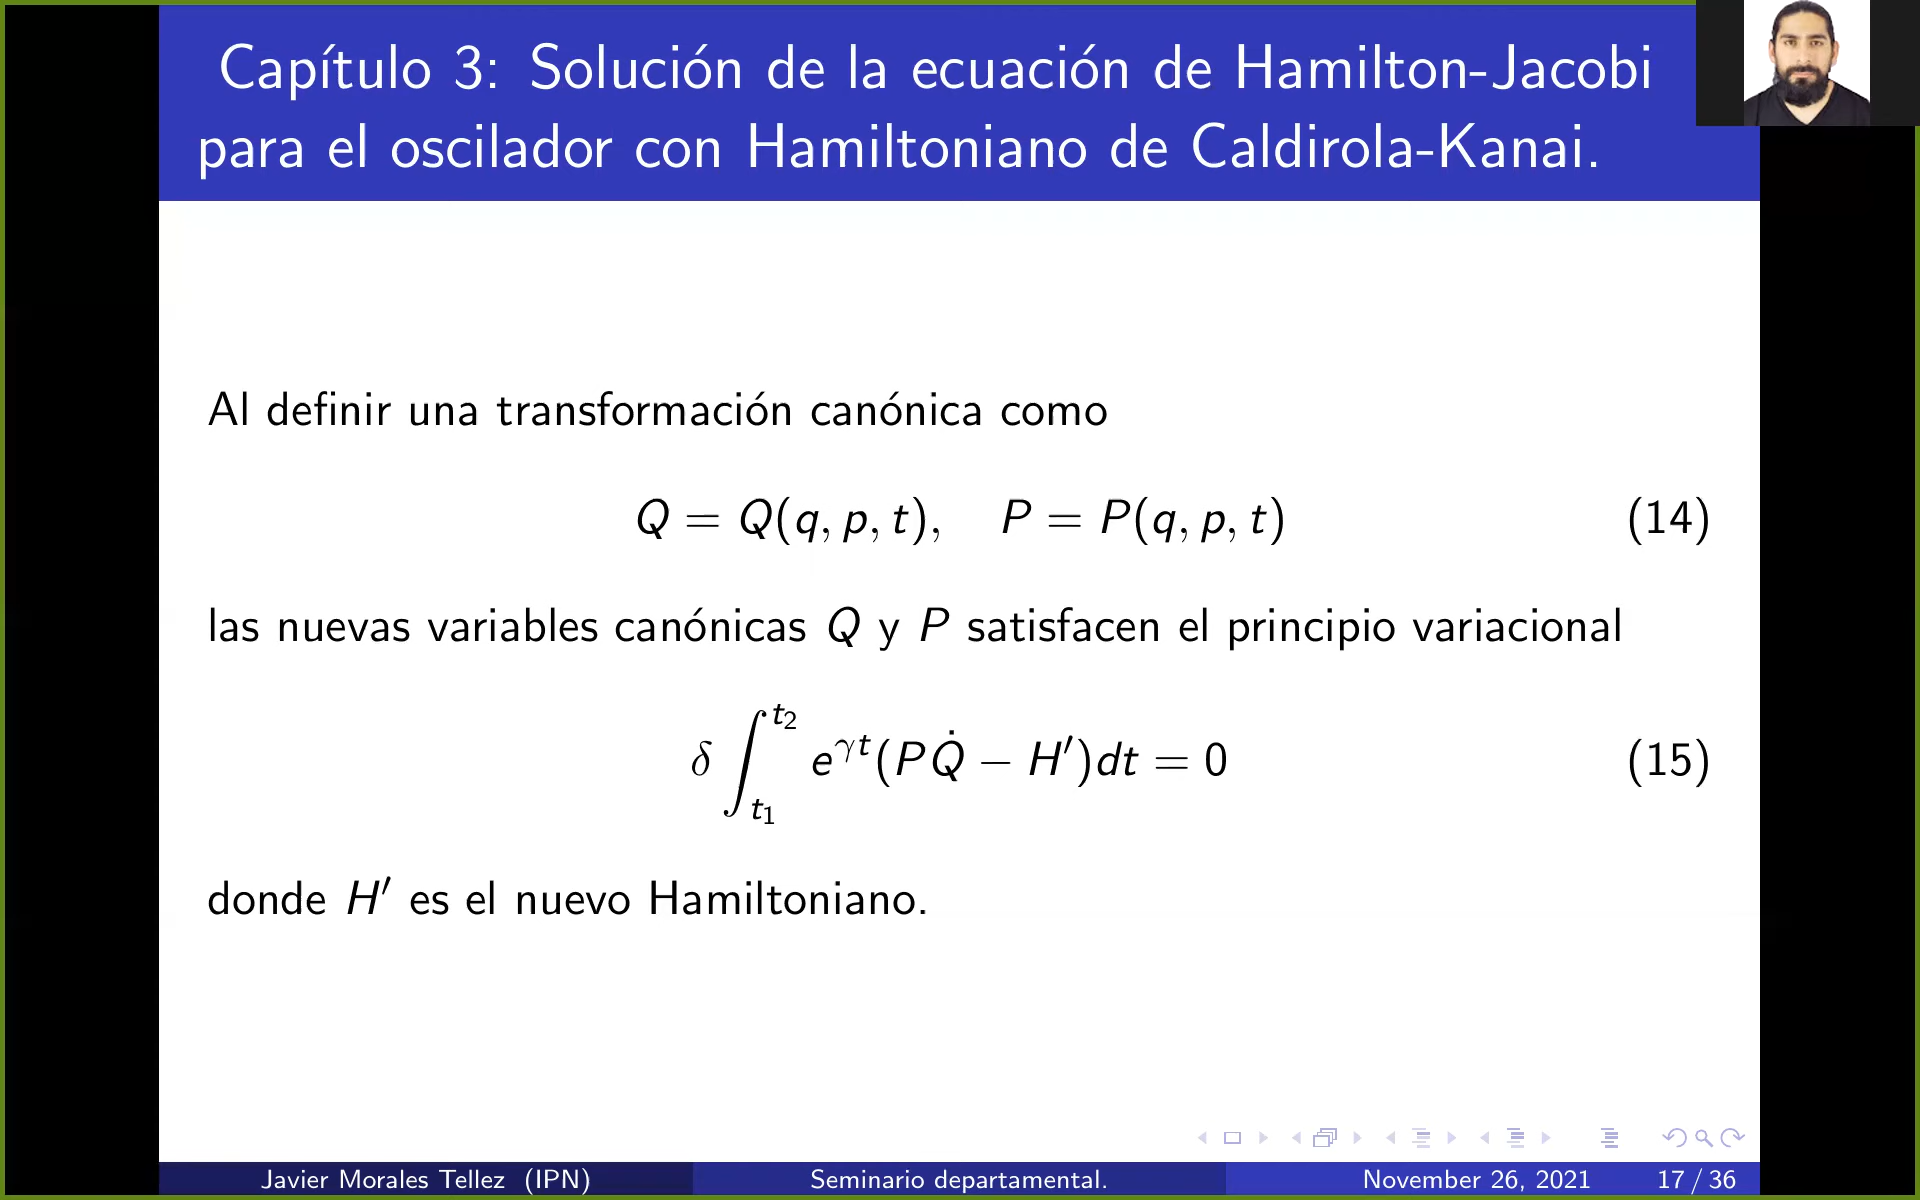 Capítulo 3: Solución de la ecuación de Hamilton-Jacobi
para el oscilador con Hamiltoniano de Caldirola-Kanai.
Al definir una transformación canónica como
Q = Q(q, p, t),   P = P(q, p, t)   (14)
las nuevas variables canónicas Q y P satisfacen el principio variacional
δ ∫_{t₁}^{t₂} e^{γt}(PQ̇ − H′)dt = 0   (15)
donde H′ es el nuevo Hamiltoniano.
Javier Morales Tellez (IPN)   Seminario departamental.   November 26, 2021   17 / 36